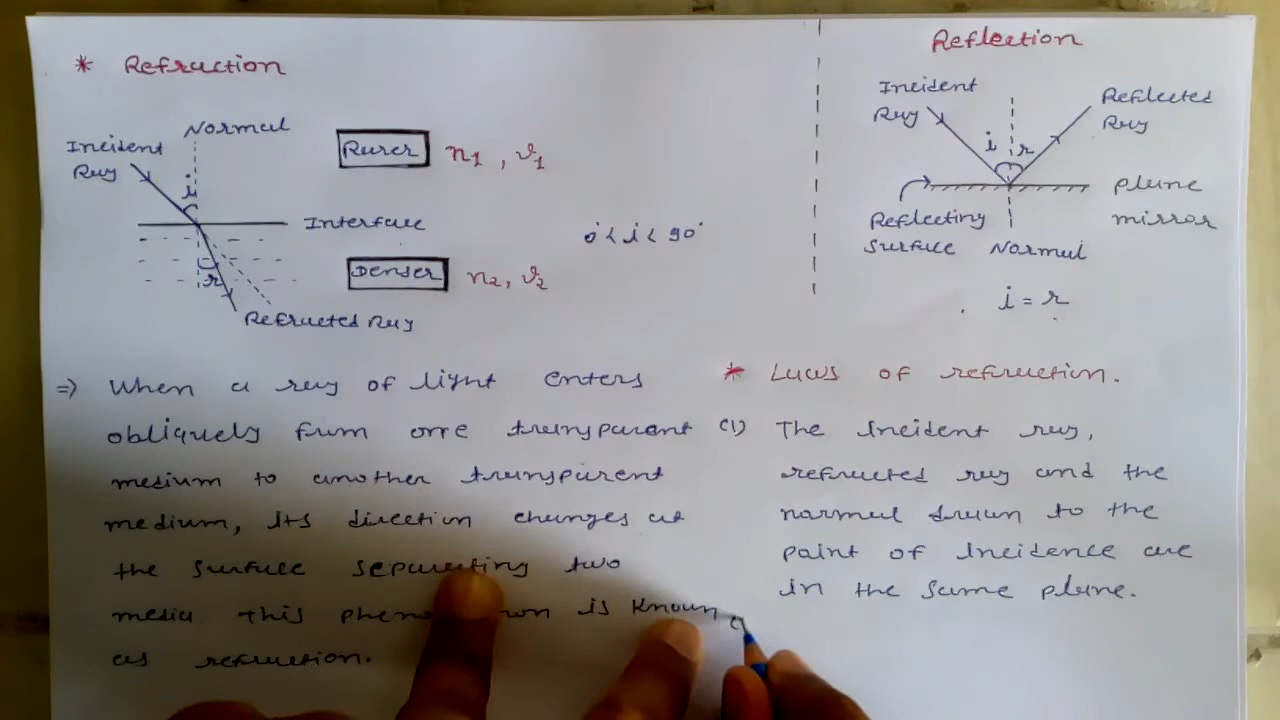 * Refraction
Normal
Incident
Ray
i
Rarer n1 , v1
Interface
0° < i < 90°
Denser n2 , v2
r
Refracted Ray
Reflection
Incident
Ray
Reflected
Ray
i r
plane
mirror
Reflecting
Surface
Normal
i = r
=> When a ray of light enters
obliquely from one transparent
medium to another transparent
medium, its direction changes at
the surface separating two
media this is known
as refraction.
* Laws of refraction.
(1) The Incident ray,
refracted ray and the
normal drawn to the
point of Incidence are
in the same plane.
(